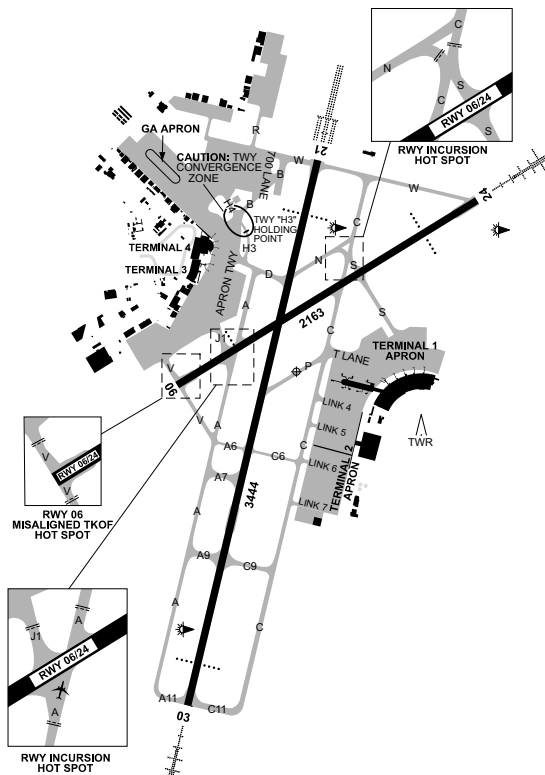 C
N
S
C
RWY 06/24
S
RWY INCURSION
HOT SPOT
GA APRON
R
21
CAUTION: TWY
CONVERGENCE
ZONE
700 LANE
W
B
W
24
H4
B
C
TWY "H3"
HOLDING
POINT
H3
TERMINAL 4
TERMINAL 3
N
S
D
APRON TWY
A
2163
S
J1
C
TERMINAL 1
APRON
T LANE
V
P
06
LINK 4
V
A
LINK 5
TWR
A6
C6
C
LINK 6
TERMINAL 2
APRON
A7
3444
LINK 7
A
V
RWY 06/24
V
RWY 06
MISALIGNED TKOF
HOT SPOT
A9
C9
A
C
J1
A
RWY 06/24
A
A11
C11
03
RWY INCURSION
HOT SPOT